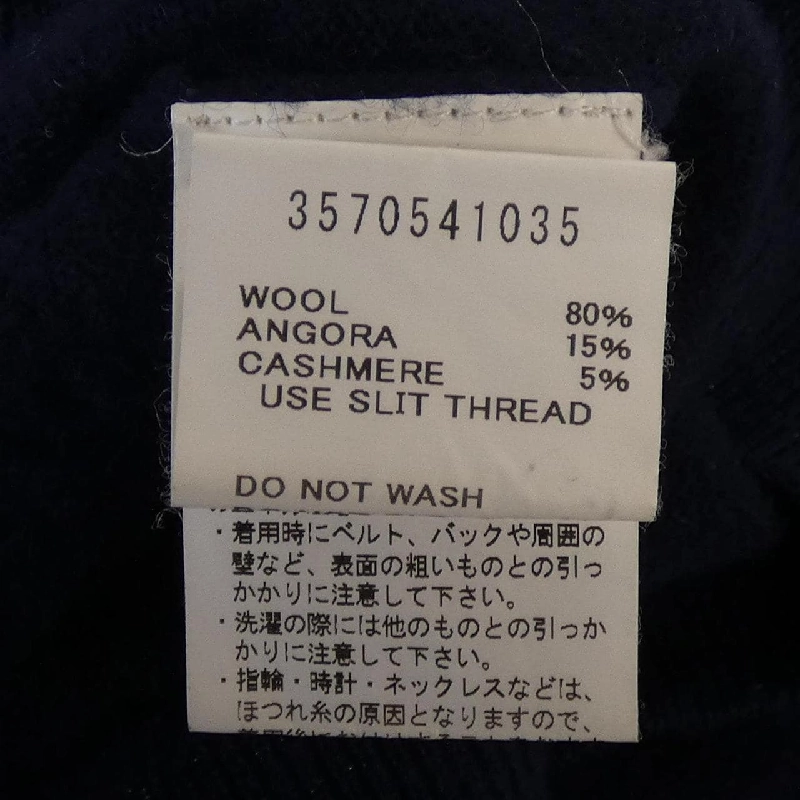 3570541035
WOOL 80%
ANGORA 15%
CASHMERE 5%
USE SLIT THREAD
DO NOT WASH
・着用時にベルト、バックや周囲の
壁など、表面の粗いものとの引っ
かかりに注意して下さい。
・洗濯の際には他のものとの引っか
かりに注意して下さい。
・指輪・時計・ネックレスなどは、
ほつれ糸の原因となりますので、